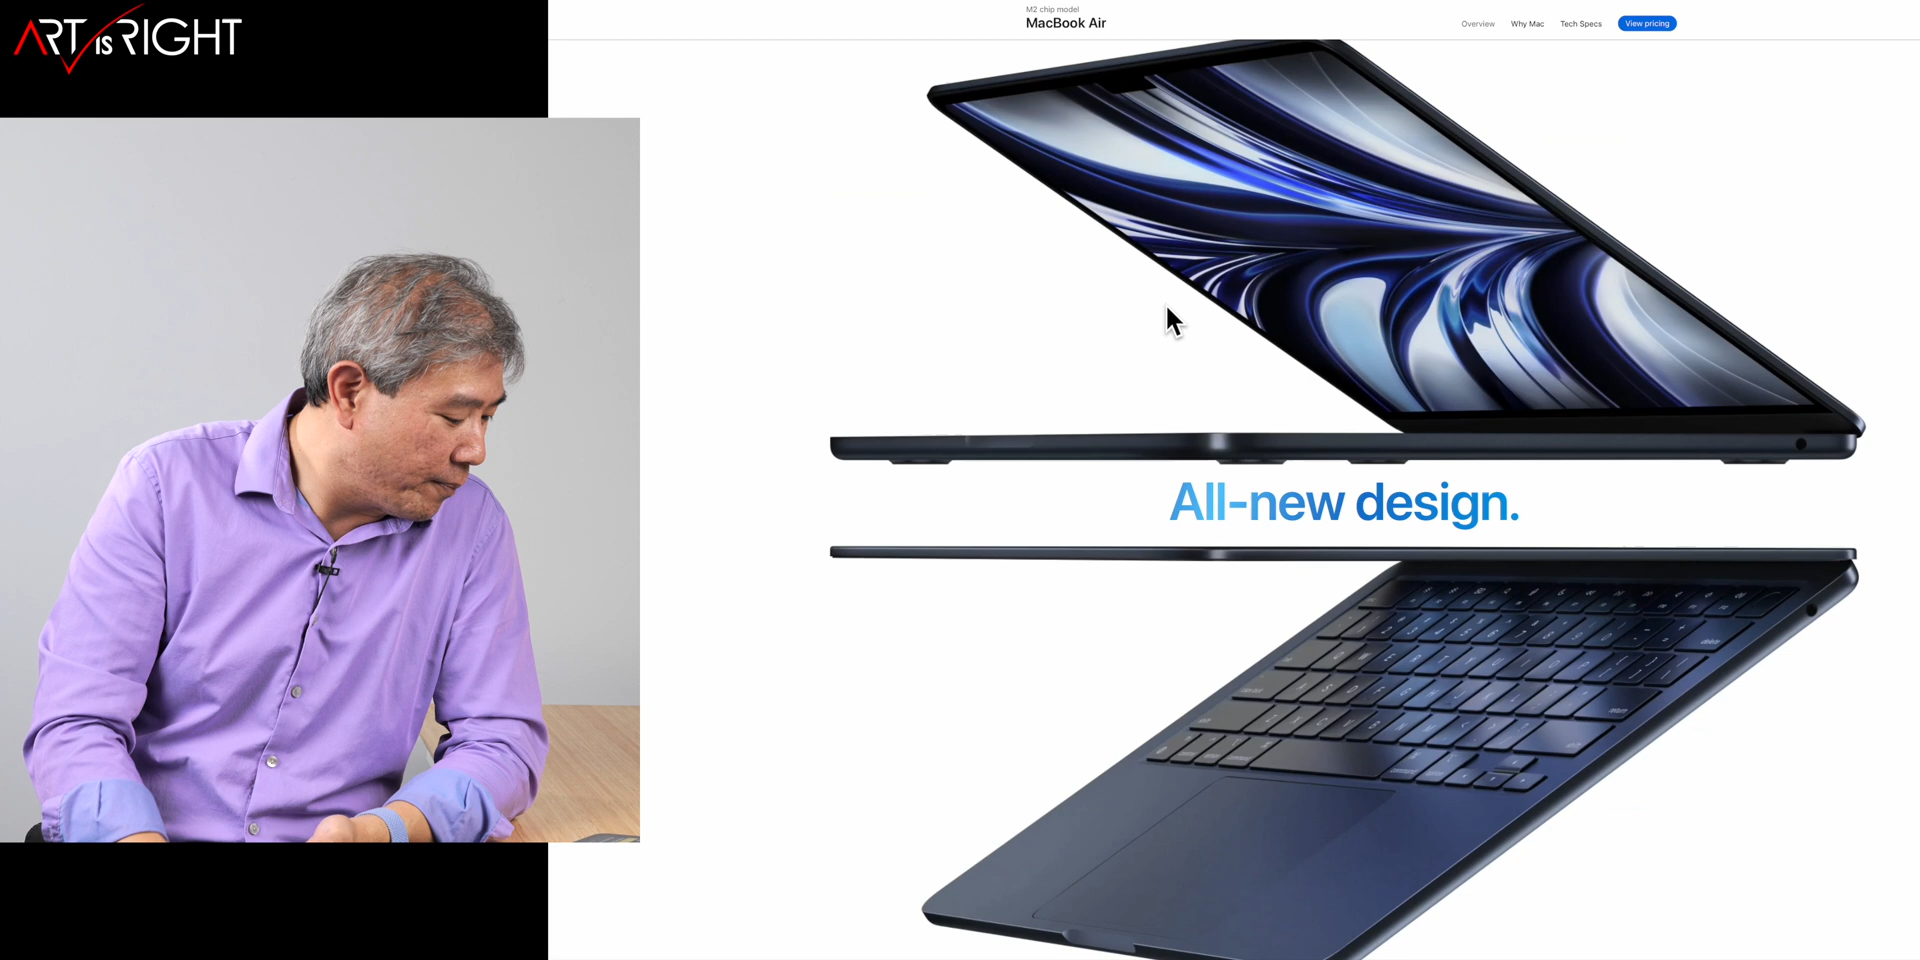 ART IS RIGHT
M2 chip model
MacBook Air
Overview
Why Mac
Tech Specs
View pricing
All-new design.